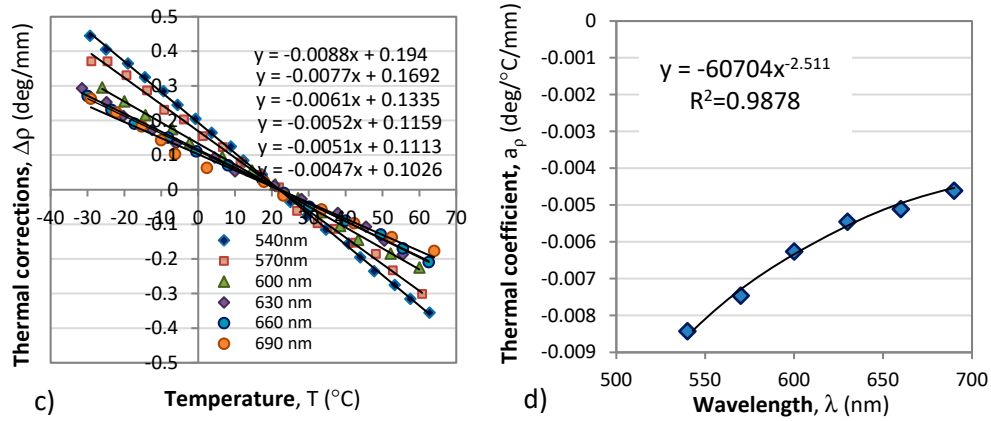 Thermal corrections, Δρ (deg/mm)
0.5
0.4
0.3
0.2
0.1
0
-0.1
-0.2
-0.3
-0.4
-0.5
-40 -30 -20 -10 0 10 20 30 40 50 60 70
y = -0.0088x + 0.194
y = -0.0077x + 0.1692
y = -0.0061x + 0.1335
y = -0.0052x + 0.1159
y = -0.0051x + 0.1113
y = -0.0047x + 0.1026
540nm
570nm
600 nm
630 nm
660 nm
690 nm
c)
Temperature, T (°C)
Thermal coefficient, aρ (deg/°C/mm)
0
-0.001
-0.002
-0.003
-0.004
-0.005
-0.006
-0.007
-0.008
-0.009
y = -60704x^-2.511
R²=0.9878
500 550 600 650 700
d)
Wavelength, λ (nm)